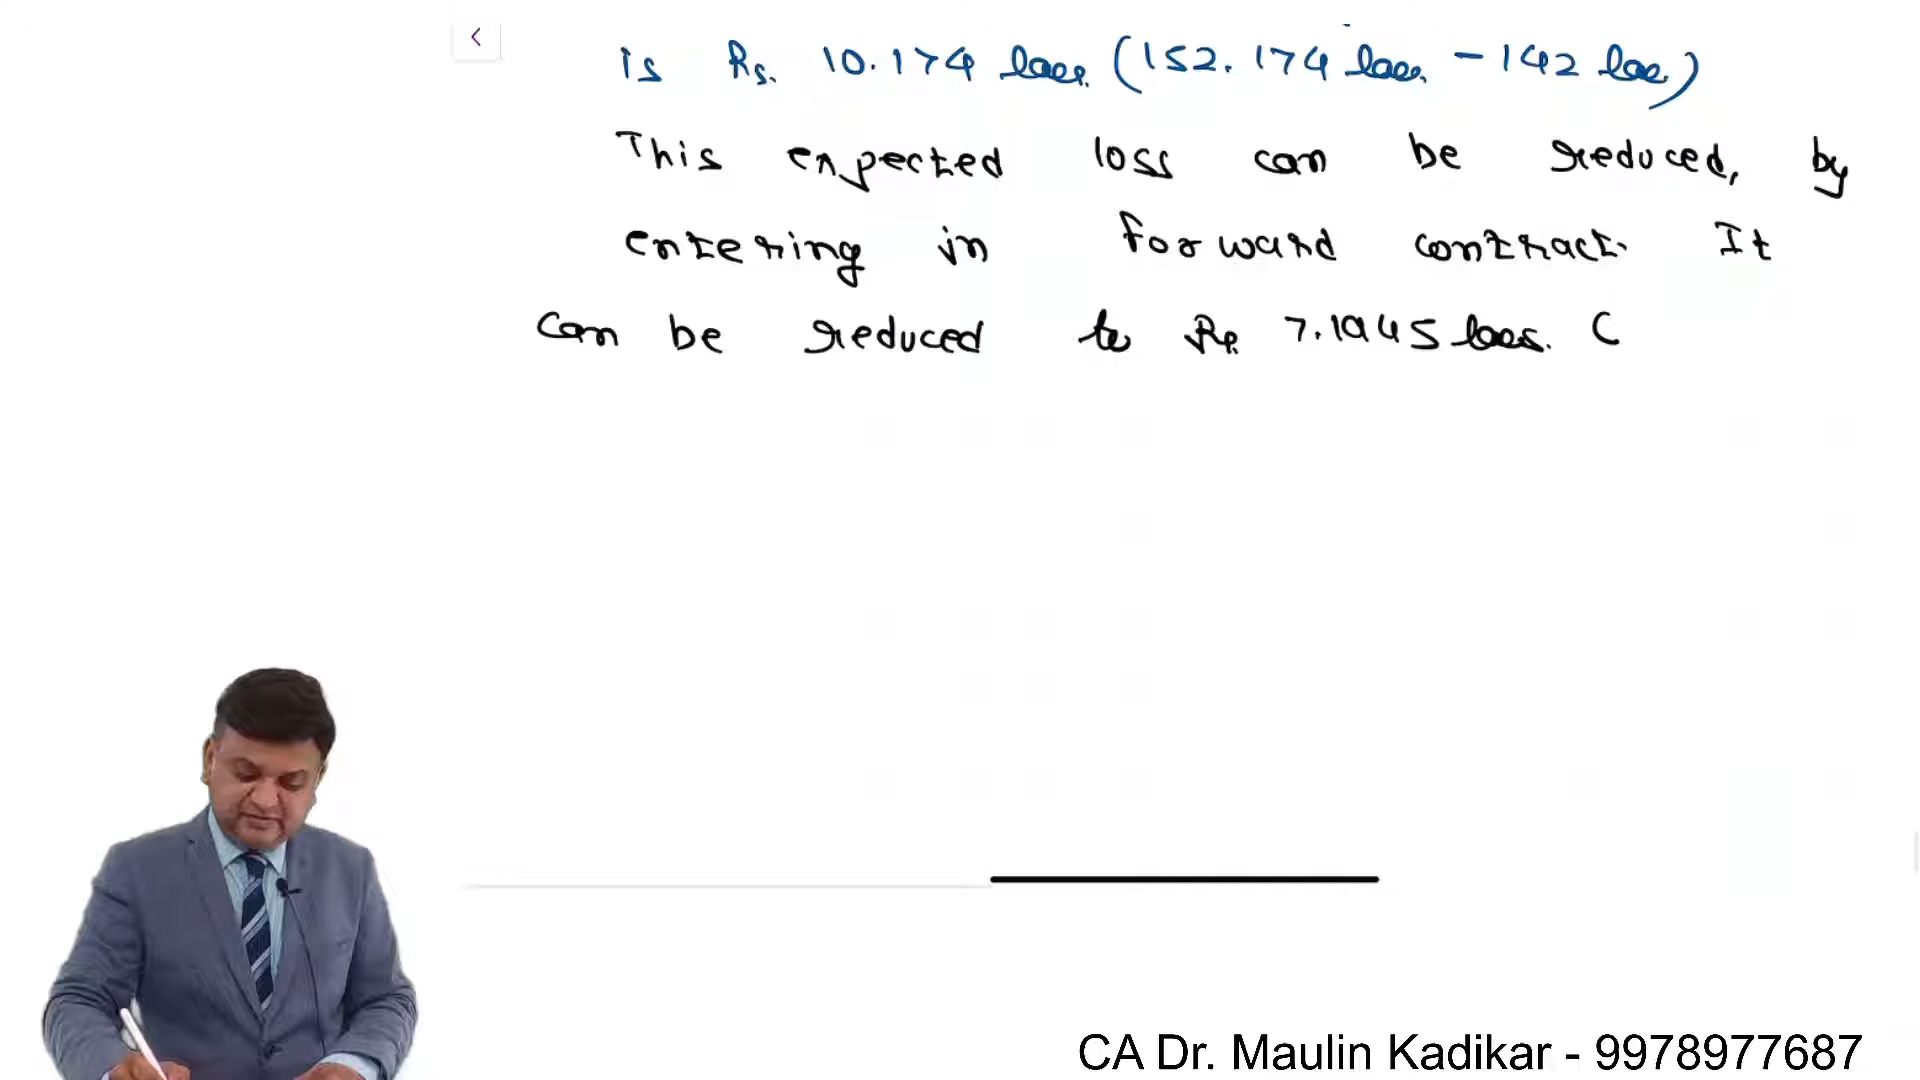 is Rs. 10.174 lacs. (152.174 lacs. - 142 lac.)
This expected loss can be reduced, by
entering in forward contract. It
can be reduced to Rs. 7.1945 lacs. (
CA Dr. Maulin Kadikar - 9978977687